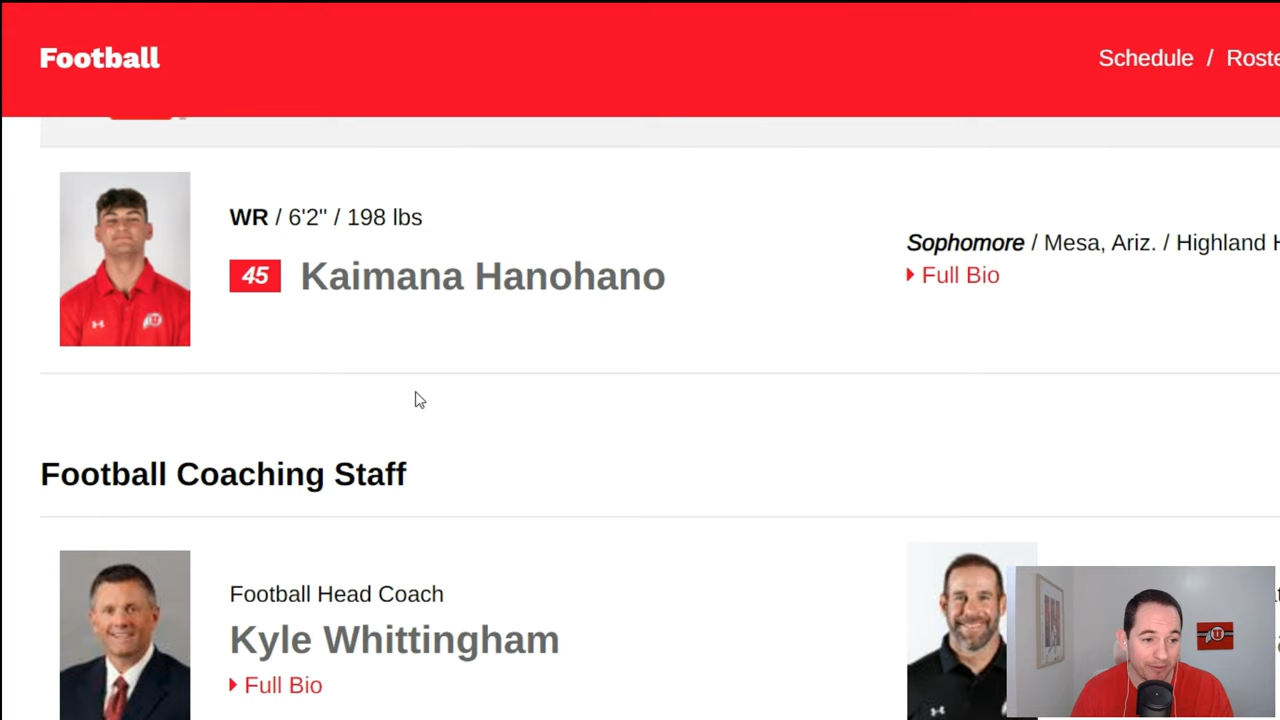 Football
Schedule / Roste
WR / 6'2" / 198 lbs
45 Kaimana Hanohano
Sophomore / Mesa, Ariz. / Highland H
Full Bio
Football Coaching Staff
Football Head Coach
Kyle Whittingham
Full Bio
U